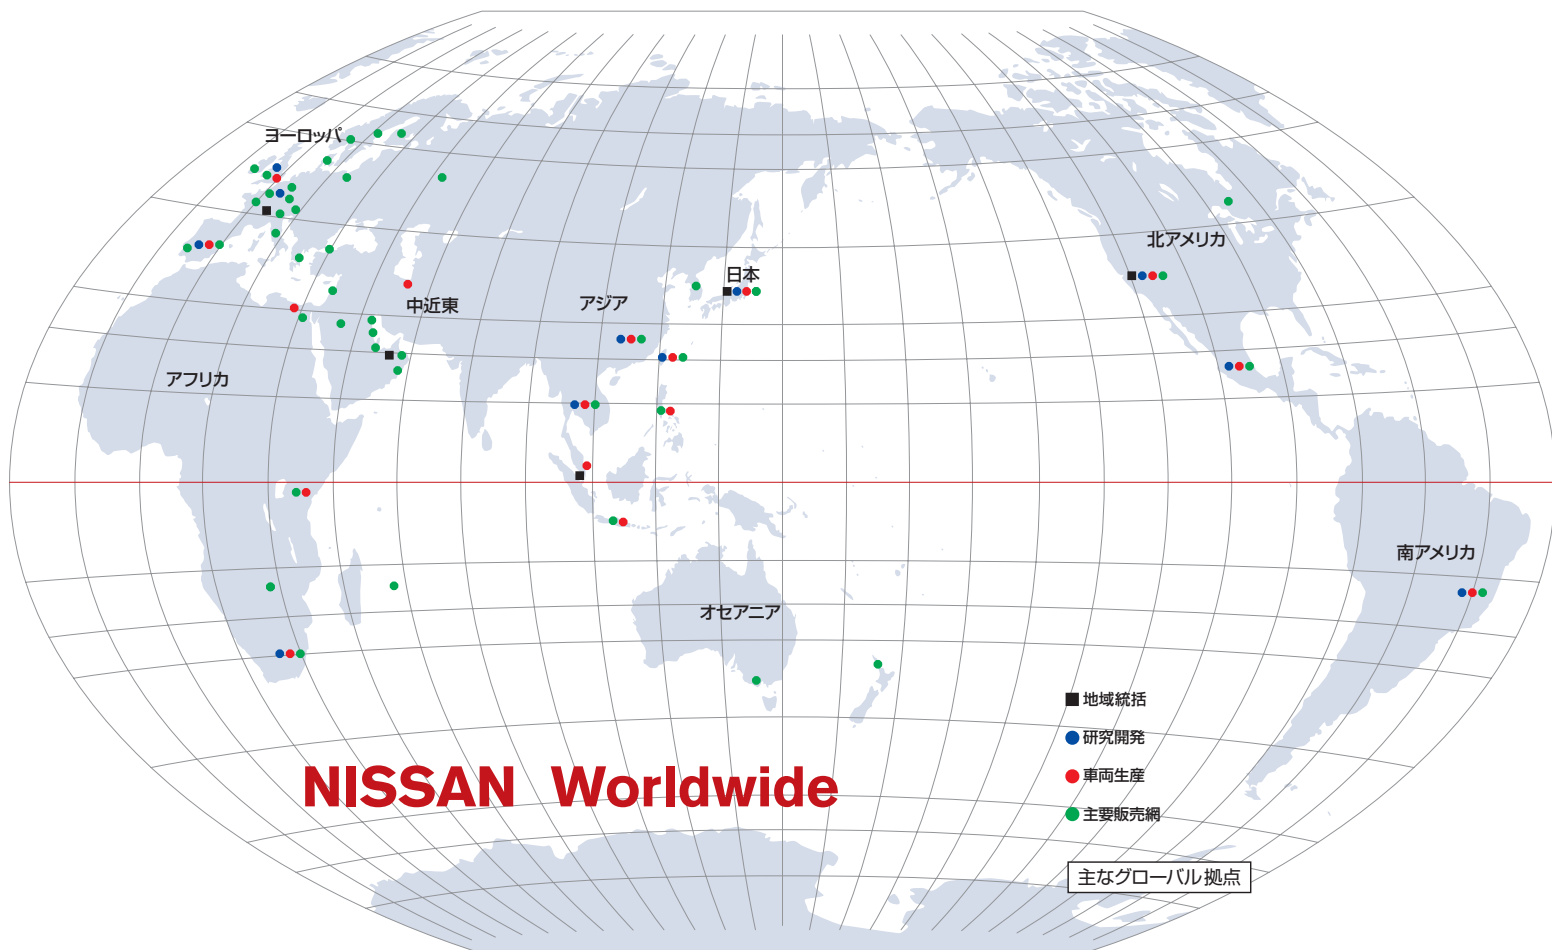 ヨーロッパ
日本
北アメリカ
中近東
アジア
アフリカ
南アメリカ
オセアニア
地域統括
研究開発
車両生産
主要販売網
NISSAN Worldwide
主なグローバル拠点